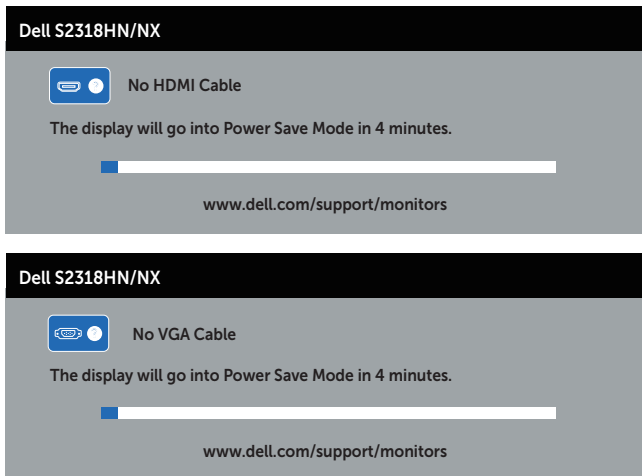 Dell S2318HN/NX
No HDMI Cable
The display will go into Power Save Mode in 4 minutes.
www.dell.com/support/monitors
Dell S2318HN/NX
No VGA Cable
The display will go into Power Save Mode in 4 minutes.
www.dell.com/support/monitors